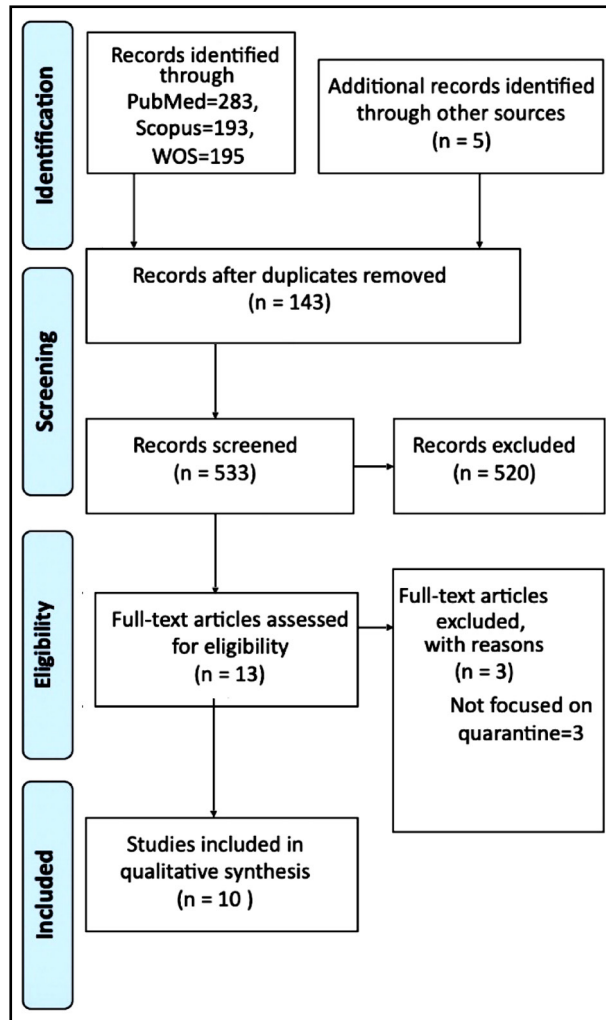 Identification
Records identified
through
PubMed=283,
Scopus=193,
WOS=195
Additional records identified
through other sources
(n = 5)
Records after duplicates removed
(n = 143)
Screening
Records screened
(n = 533)
Records excluded
(n = 520)
Eligibility
Full-text articles assessed
for eligibility
(n = 13)
Full-text articles
excluded,
with reasons
(n = 3)
Not focused on
quarantine=3
Included
Studies included in
qualitative synthesis
(n = 10 )